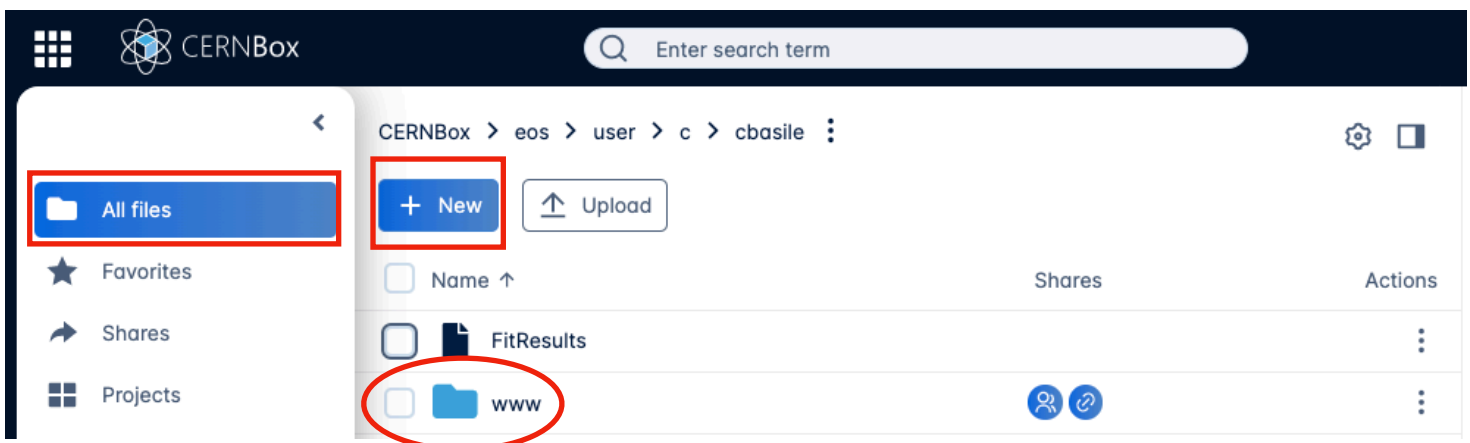 CERNBox
Enter search term
CERNBox > eos > user > c > cbasile
All files
+ New
Upload
Favorites
Name ↑
Shares
Actions
Shares
FitResults
Projects
www